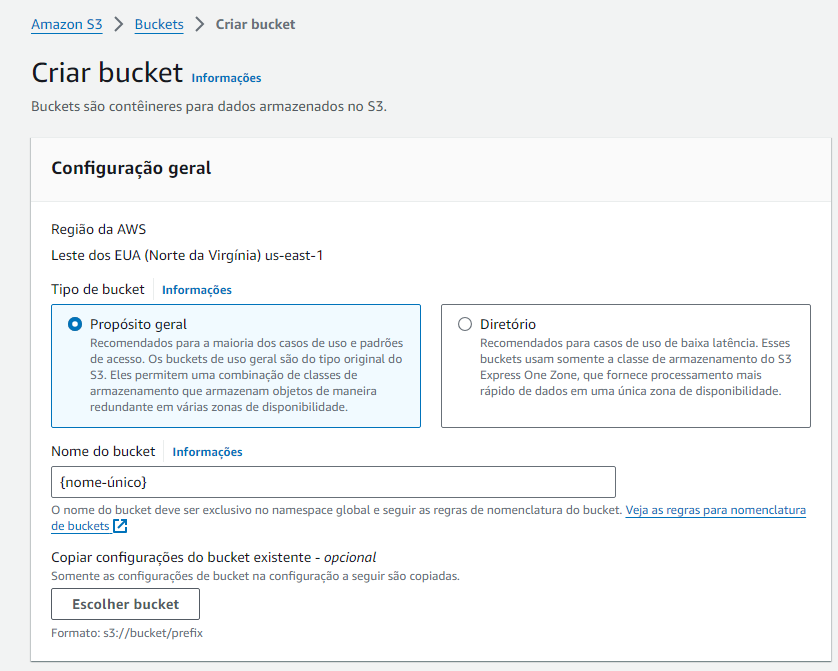 Amazon S3 > Buckets > Criar bucket
Criar bucket Informações
Buckets são contêineres para dados armazenados no S3.
Configuração geral
Região da AWS
Leste dos EUA (Norte da Virgínia) us-east-1
Tipo de bucket Informações
Propósito geral
Recomendados para a maioria dos casos de uso e padrões
de acesso. Os buckets de uso geral são do tipo original do
S3. Eles permitem uma combinação de classes de
armazenamento que armazenam objetos de maneira
redundante em várias zonas de disponibilidade.
Diretório
Recomendados para casos de uso de baixa latência. Esses
buckets usam somente a classe de armazenamento do S3
Express One Zone, que fornece processamento mais
rápido de dados em uma única zona de disponibilidade.
Nome do bucket Informações
{nome-único}
O nome do bucket deve ser exclusivo no namespace global e seguir as regras de nomenclatura do bucket. Veja as regras para nomenclatura
de buckets
Copiar configurações do bucket existente - opcional
Somente as configurações de bucket na configuração a seguir são copiadas.
Escolher bucket
Formato: s3://bucket/prefix